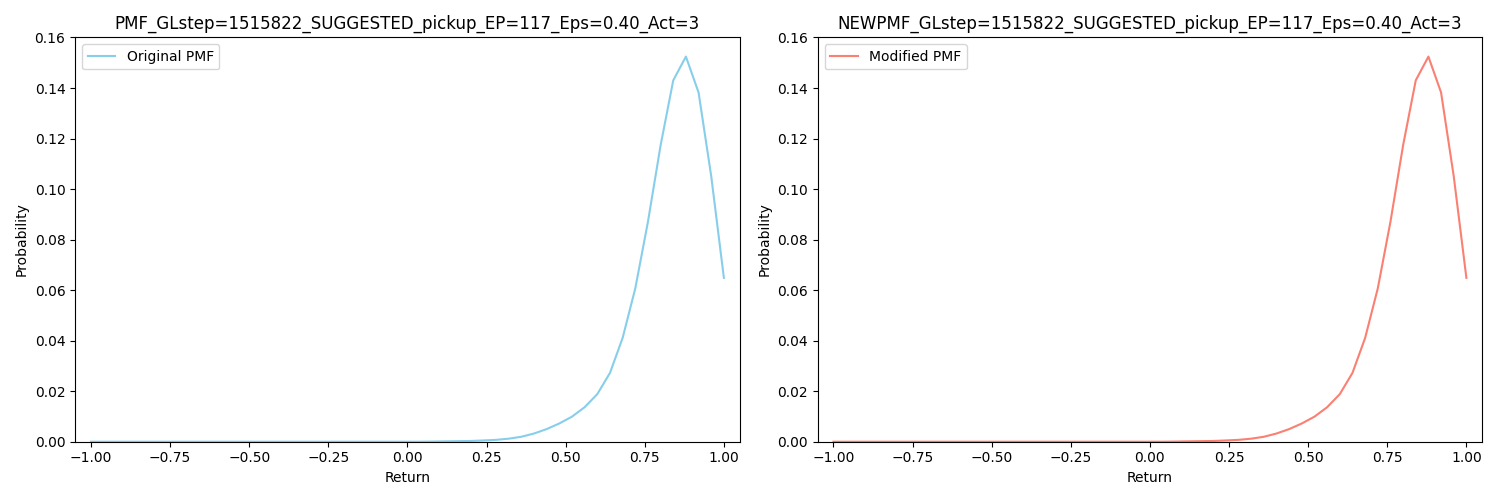 PMF_GLstep=1515822_SUGGESTED_pickup_EP=117_Eps=0.40_Act=3
Original PMF
0.16
0.14
0.12
0.10
0.08
0.06
0.04
0.02
0.00
Probability
−1.00 −0.75 −0.50 −0.25 0.00 0.25 0.50 0.75 1.00
Return
NEWPMF_GLstep=1515822_SUGGESTED_pickup_EP=117_Eps=0.40_Act=3
Modified PMF
0.16
0.14
0.12
0.10
0.08
0.06
0.04
0.02
0.00
Probability
−1.00 −0.75 −0.50 −0.25 0.00 0.25 0.50 0.75 1.00
Return